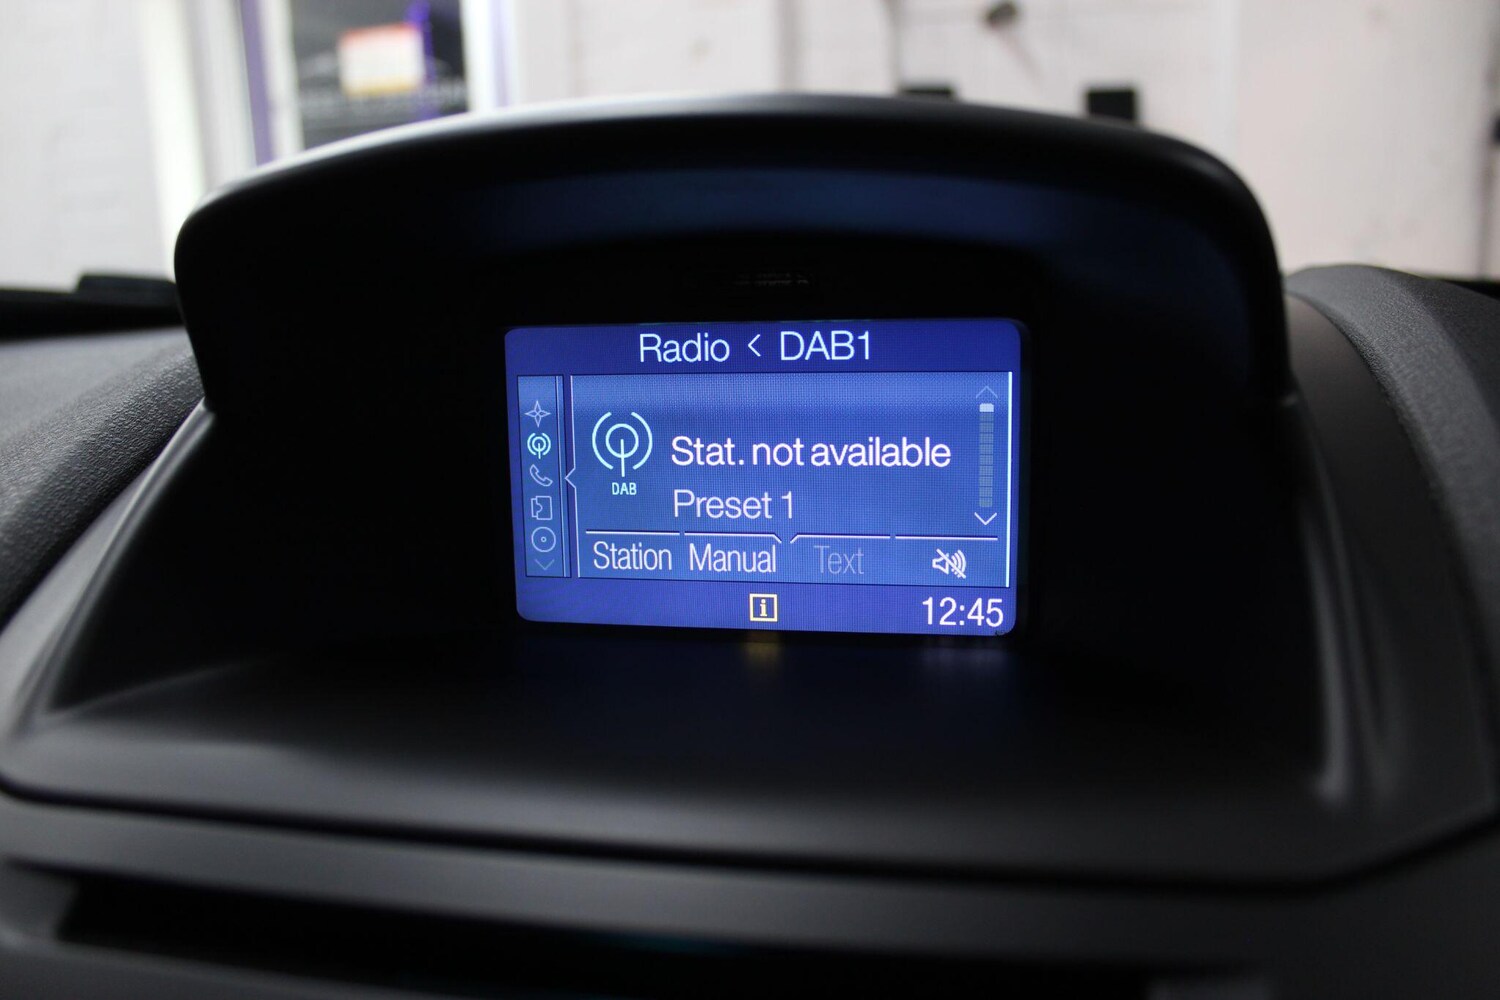 Radio < DAB1
DAB
Stat. not available
Preset 1
Station Manual Text
i 12:45